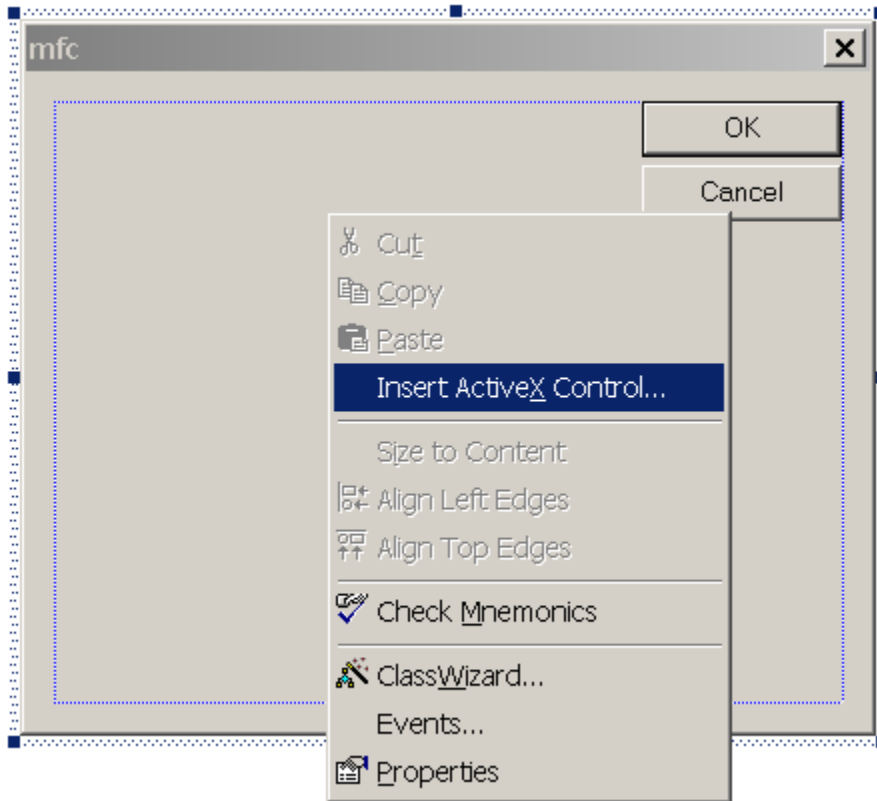 mfc
OK
Cancel
Cut
Copy
Paste
Insert ActiveX Control...
Size to Content
Align Left Edges
Align Top Edges
Check Mnemonics
ClassWizard...
Events...
Properties